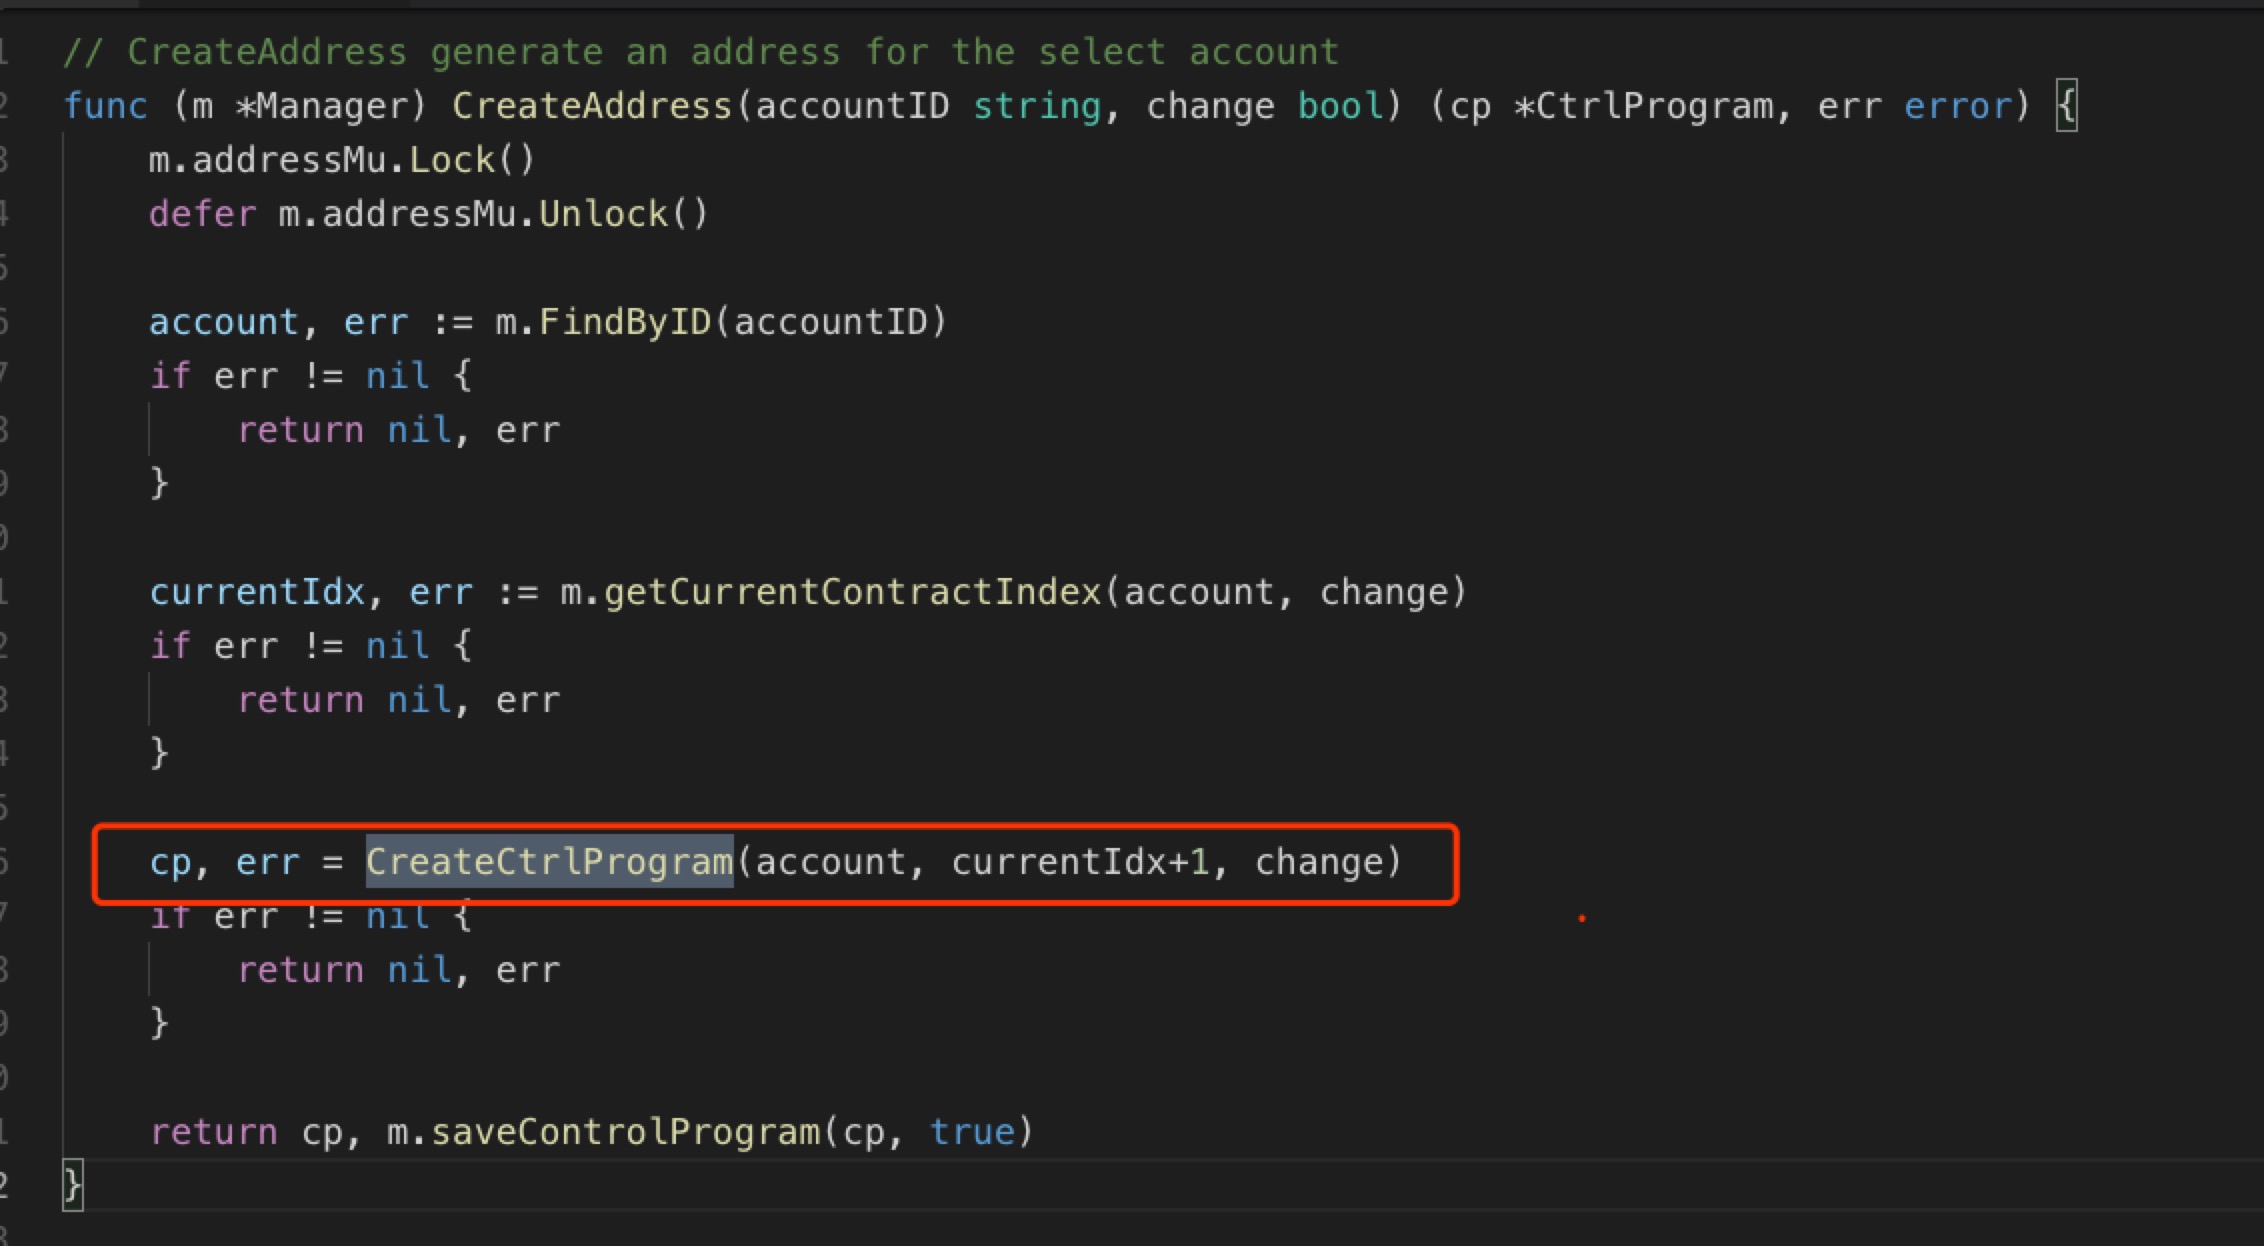 // CreateAddress generate an address for the select account
func (m *Manager) CreateAddress(accountID string, change bool) (cp *CtrlProgram, err error) {
m.addressMu.Lock()
defer m.addressMu.Unlock()
account, err := m.FindByID(accountID)
if err != nil {
return nil, err
}
currentIdx, err := m.getCurrentContractIndex(account, change)
if err != nil {
return nil, err
}
cp, err = CreateCtrlProgram(account, currentIdx+1, change)
if err != nil {
return nil, err
}
return cp, m.saveControlProgram(cp, true)
}